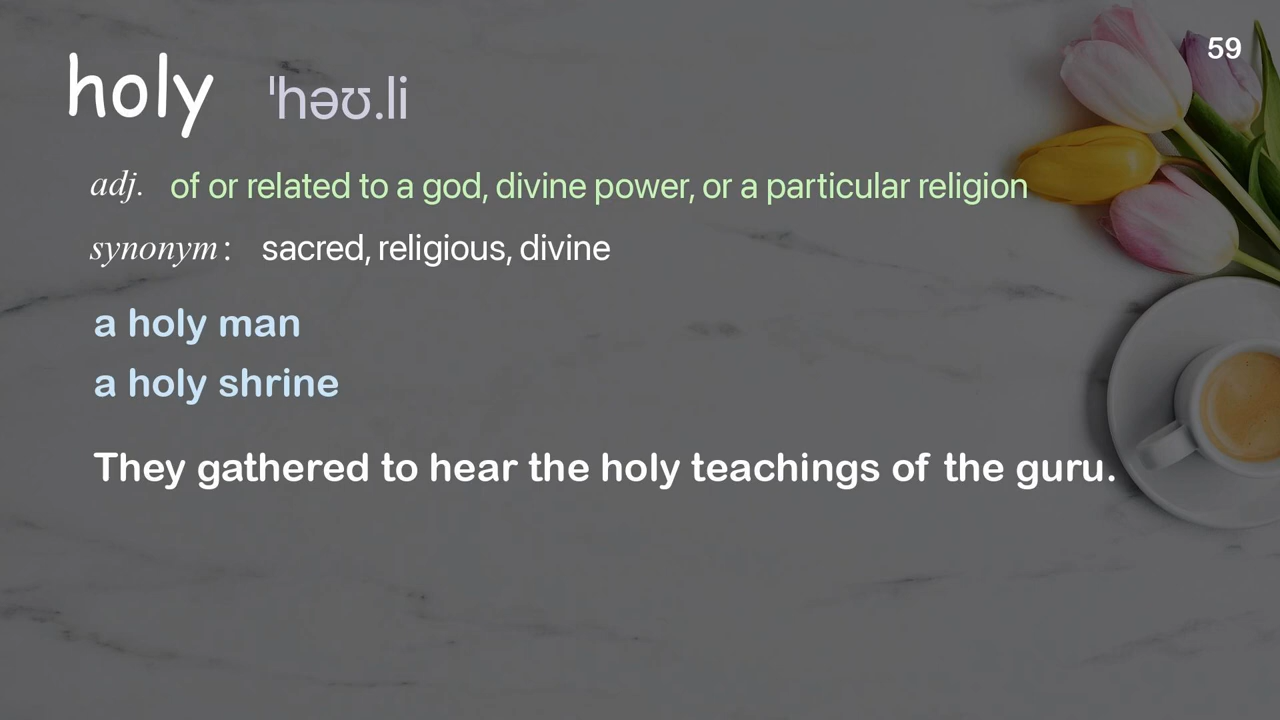 59
holy ˈhəʊ.li
adj. of or related to a god, divine power, or a particular religion
synonym: sacred, religious, divine
a holy man
a holy shrine
They gathered to hear the holy teachings of the guru.